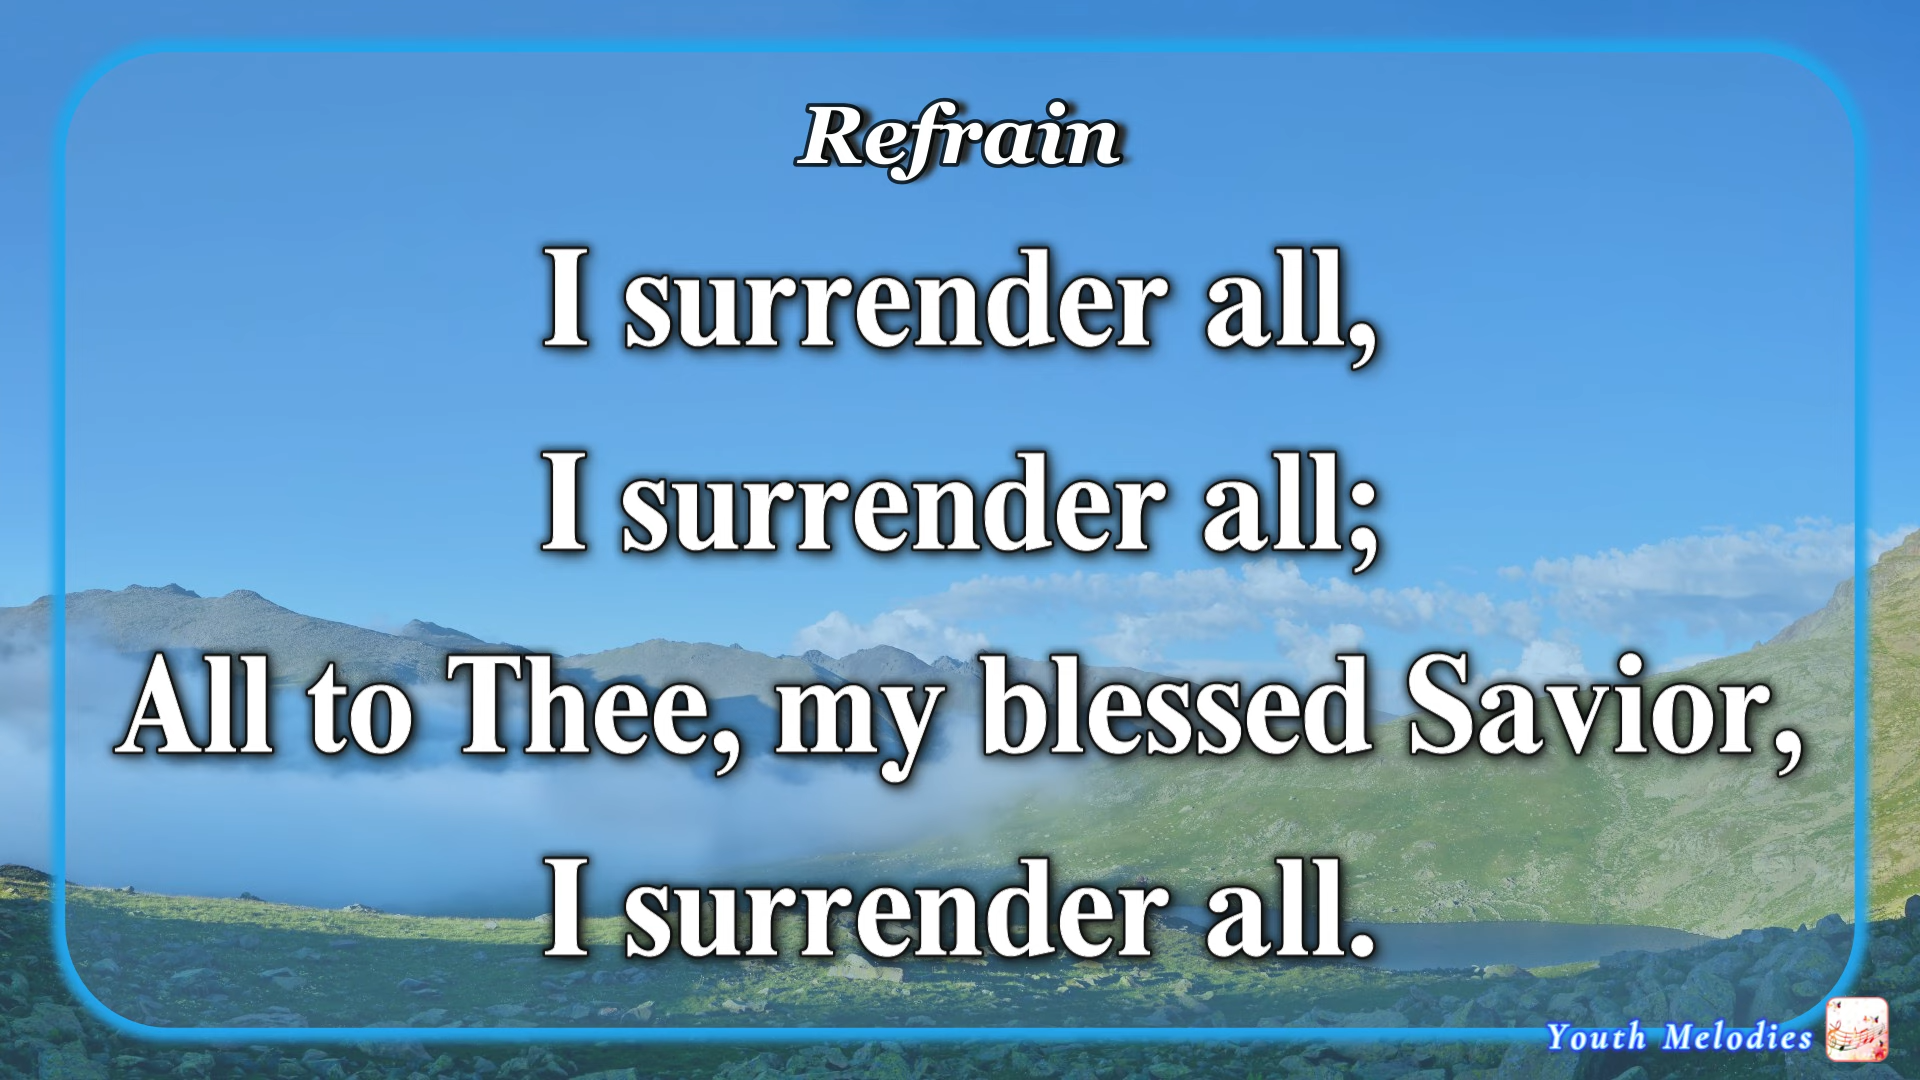 Refrain
I surrender all,
I surrender all;
All to Thee, my blessed Savior,
I surrender all.
Youth Melodies